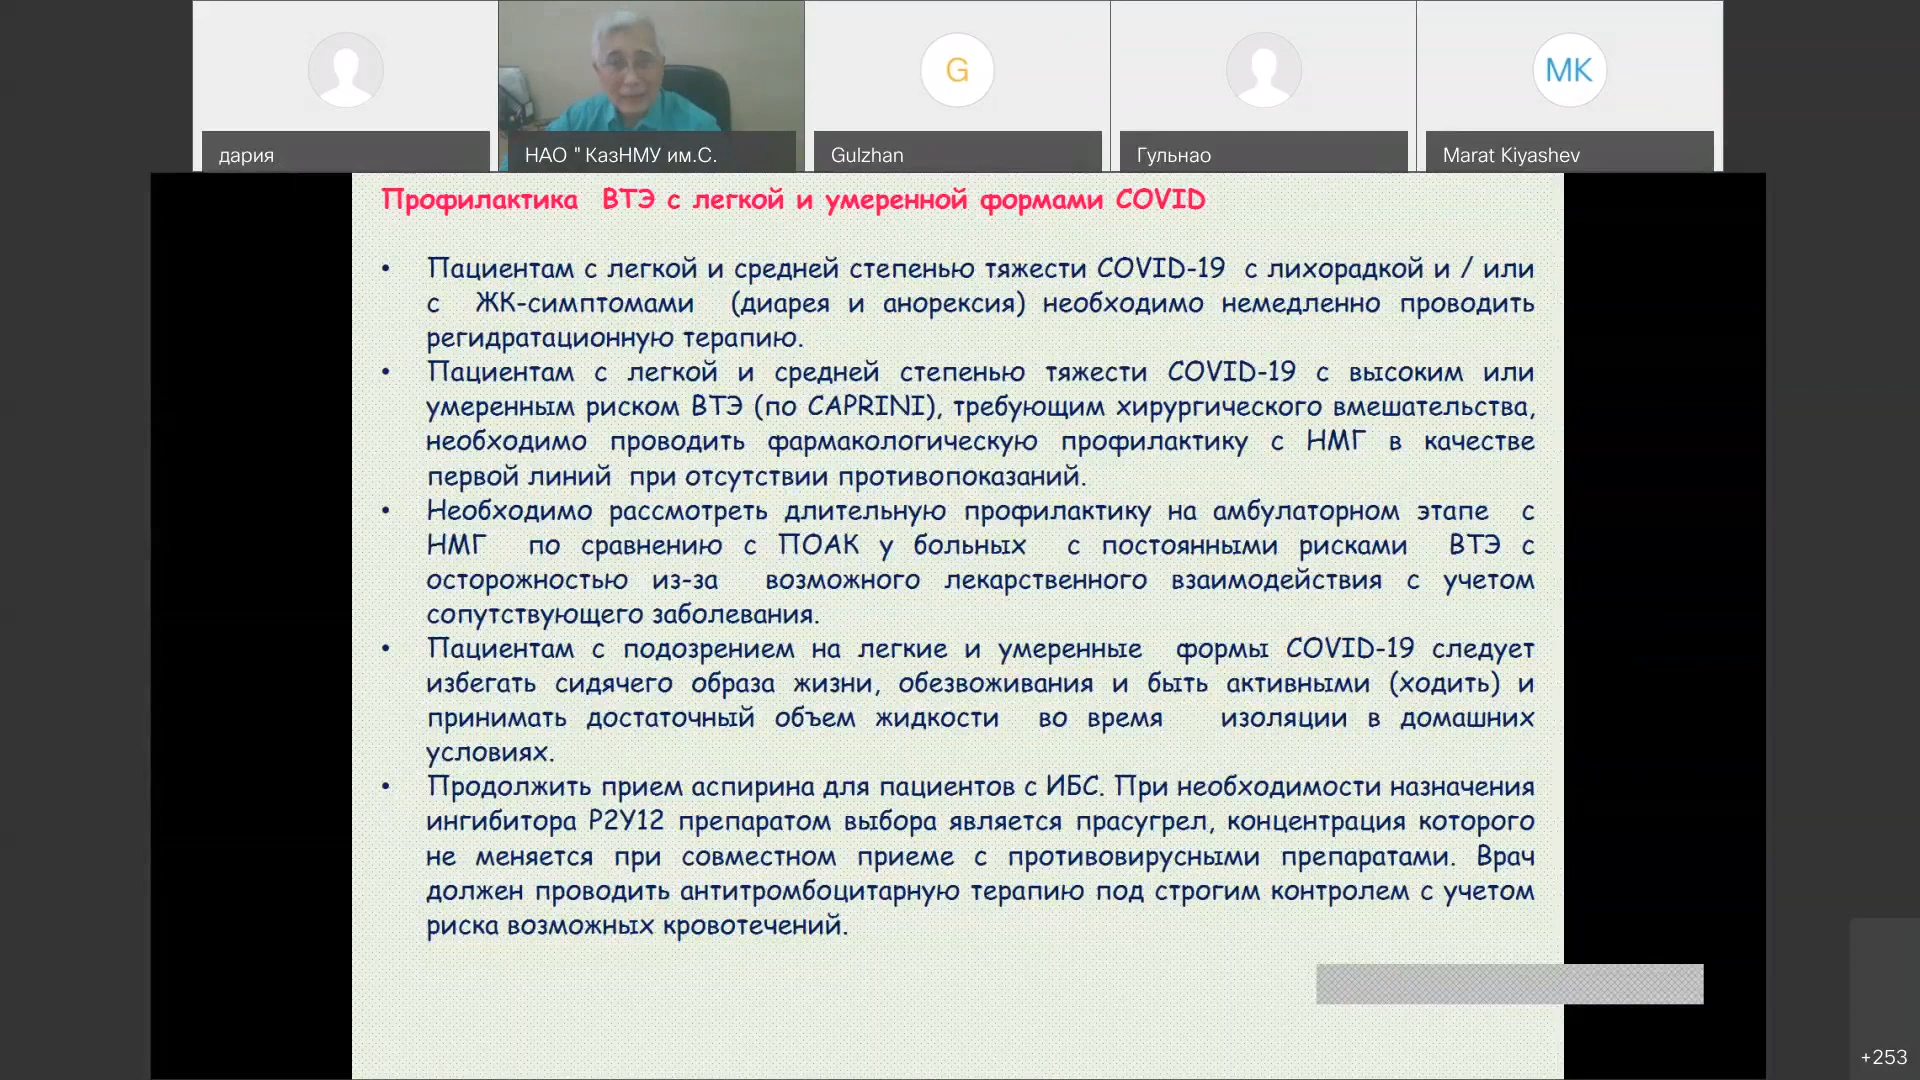 дария
НАО " КазНМУ им.С.
G
Gulzhan
Гульнао
MK
Marat Kiyashev
Профилактика ВТЭ с легкой и умеренной формами COVID
• Пациентам с легкой и средней степенью тяжести COVID-19 с лихорадкой и / или
с ЖК-симптомами (диарея и анорексия) необходимо немедленно проводить
регидратационную терапию.
• Пациентам с легкой и средней степенью тяжести COVID-19 с высоким или
умеренным риском ВТЭ (по CAPRINI), требующим хирургического вмешательства,
необходимо проводить фармакологическую профилактику с НМГ в качестве
первой линий при отсутствии противопоказаний.
• Необходимо рассмотреть длительную профилактику на амбулаторном этапе с
НМГ по сравнению с ПОАК у больных с постоянными рисками ВТЭ с
осторожностью из-за возможного лекарственного взаимодействия с учетом
сопутствующего заболевания.
• Пациентам с подозрением на легкие и умеренные формы COVID-19 следует
избегать сидячего образа жизни, обезвоживания и быть активными (ходить) и
принимать достаточный объем жидкости во время изоляции в домашних
условиях.
• Продолжить прием аспирина для пациентов с ИБС. При необходимости назначения
ингибитора P2Y12 препаратом выбора является прасугрел, концентрация которого
не меняется при совместном приеме с противовирусными препаратами. Врач
должен проводить антитромбоцитарную терапию под строгим контролем с учетом
риска возможных кровотечений.
+253